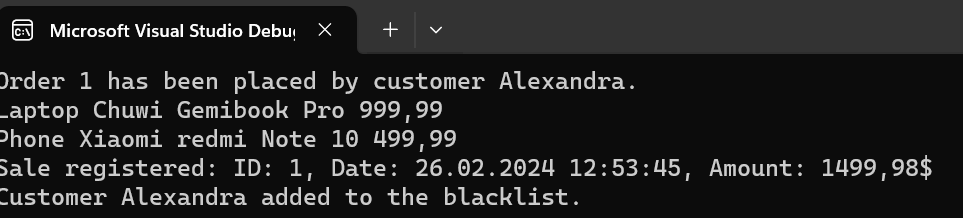 Microsoft Visual Studio Debu
Order 1 has been placed by customer Alexandra.
Laptop Chuwi Gemibook Pro 999,99
Phone Xiaomi redmi Note 10 499,99
Sale registered: ID: 1, Date: 26.02.2024 12:53:45, Amount: 1499,98$
Customer Alexandra added to the blacklist.